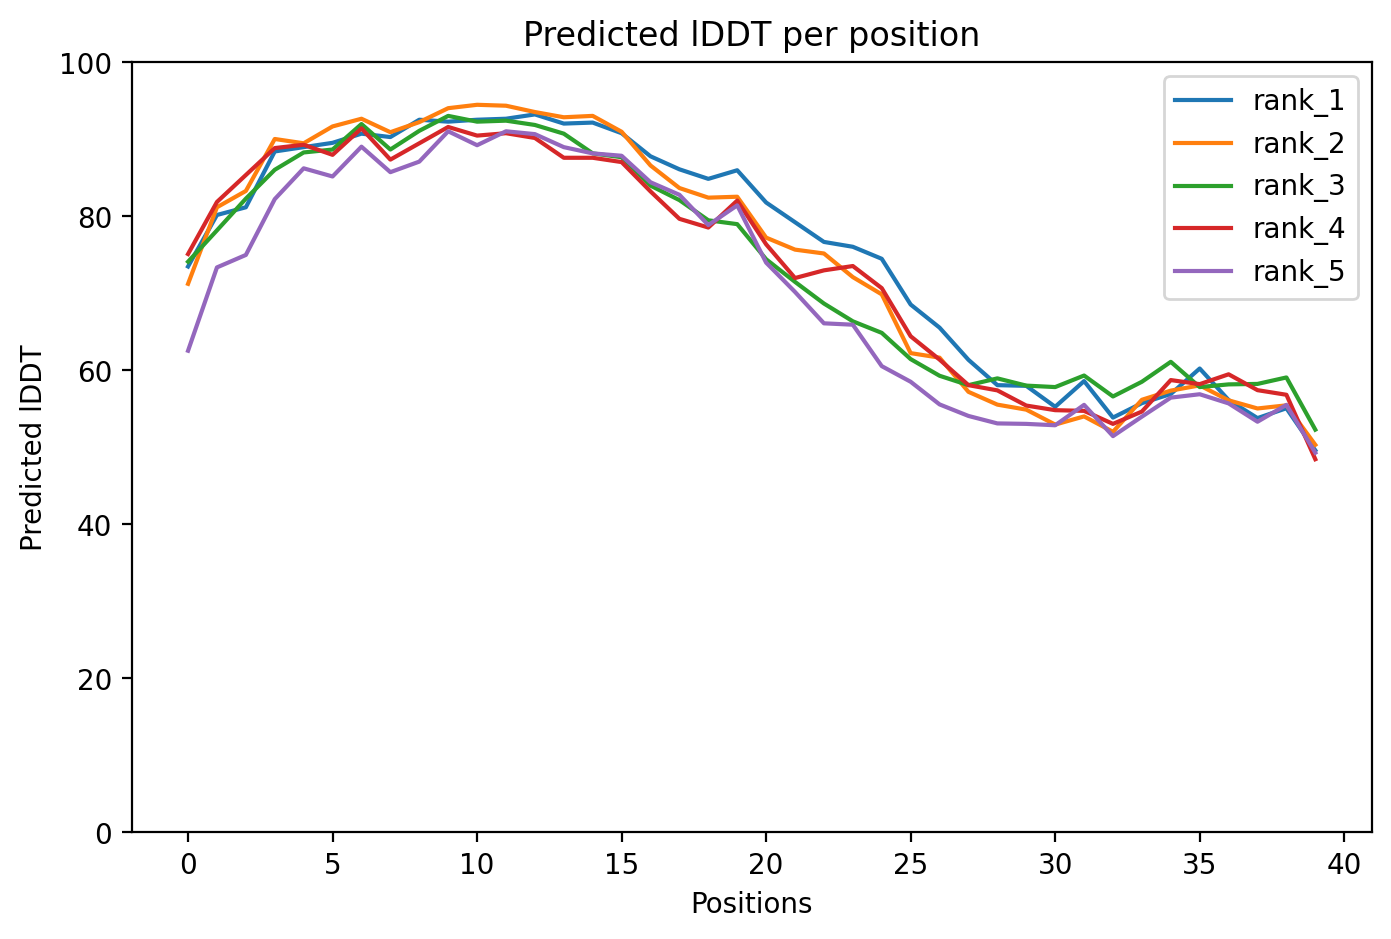 Predicted lDDT per position
100
80
60
40
20
0
Predicted lDDT
0 5 10 15 20 25 30 35 40
Positions
rank_1
rank_2
rank_3
rank_4
rank_5